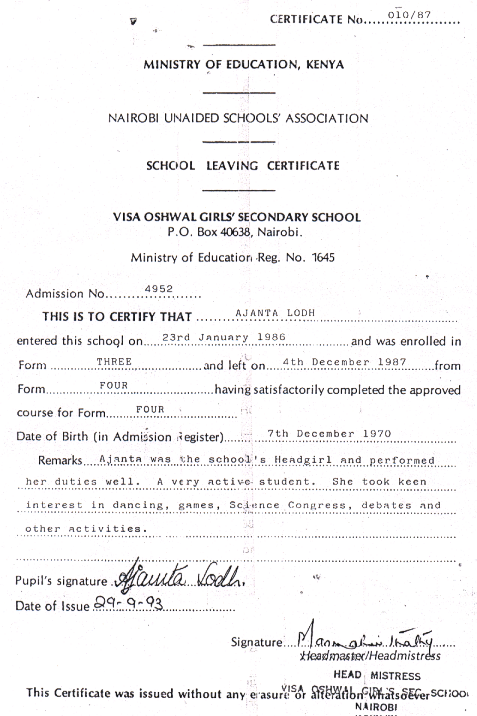 CERTIFICATE No. 010/87
MINISTRY OF EDUCATION, KENYA
NAIROBI UNAIDED SCHOOLS' ASSOCIATION
SCHOOL LEAVING CERTIFICATE
VISA OSHWAL GIRLS' SECONDARY SCHOOL
P.O. Box 40638, Nairobi.
Ministry of Education Reg. No. 1645
Admission No. 4952
THIS IS TO CERTIFY THAT AJANTA LODH
entered this school on 23rd January 1986 and was enrolled in
Form THREE and left on 4th December 1987 from
Form FOUR having satisfactorily completed the approved
course for Form FOUR
Date of Birth (in Admission Register) 7th December 1970
Remarks Ajanta was the school's Headgirl and performed
her duties well. A very active student. She took keen
interest in dancing, games, Science Congress, debates and
other activities.
Pupil's signature Ajanta Lodh.
Date of Issue 29-9-93
Signature
Headmaster/Headmistress
HEAD MISTRESS
This Certificate was issued without any erasure or alteration whatsoever
VISA OSHWAL GIRL'S SEC SCHOOL
NAIROBI